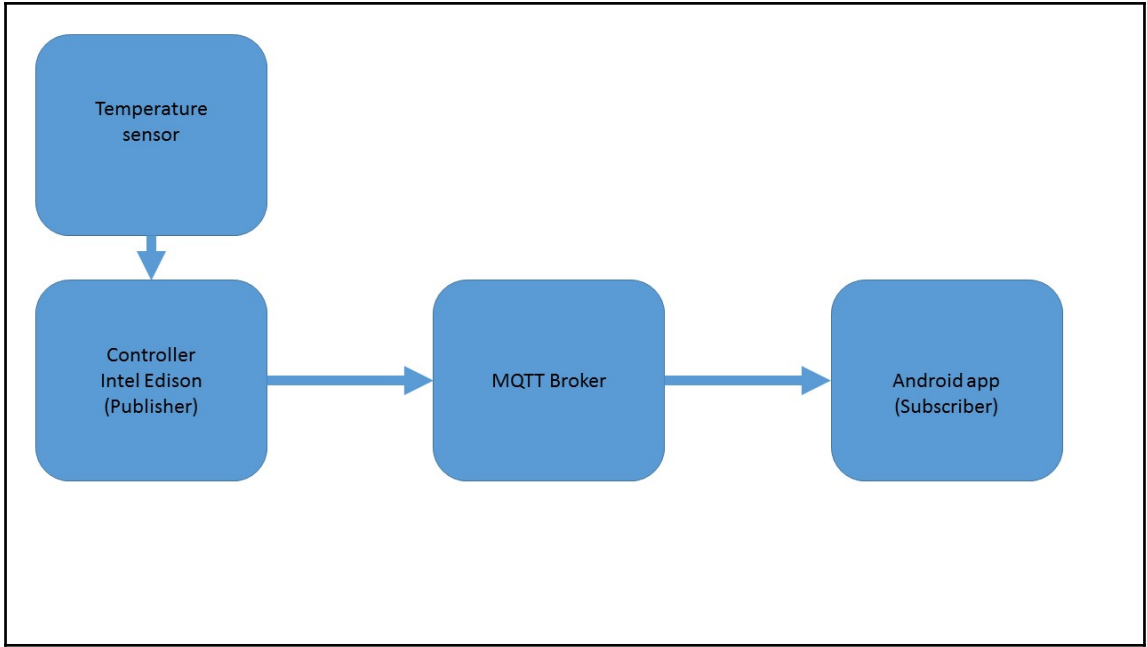 Temperature
sensor
Controller
Intel Edison
(Publisher)
MQTT Broker
Android app
(Subscriber)